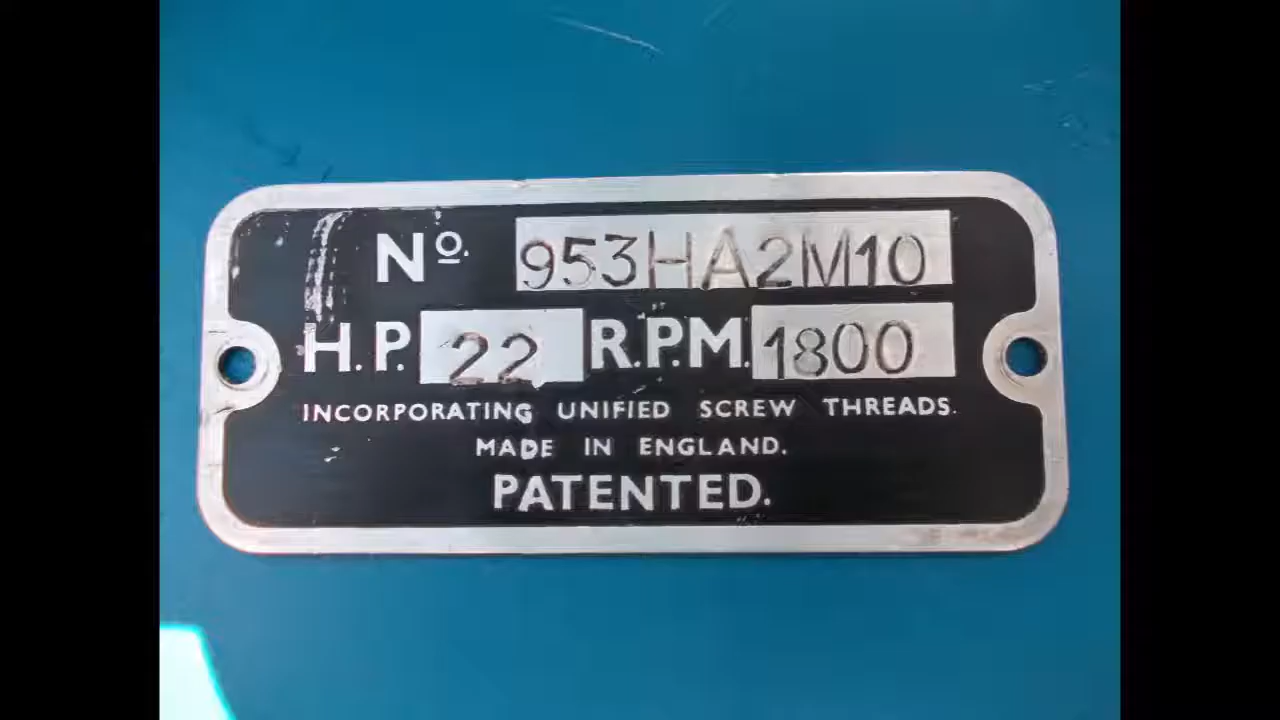 Nº. 953HA2M10
H.P. 22 R.P.M. 1800
INCORPORATING UNIFIED SCREW THREADS.
MADE IN ENGLAND.
PATENTED.